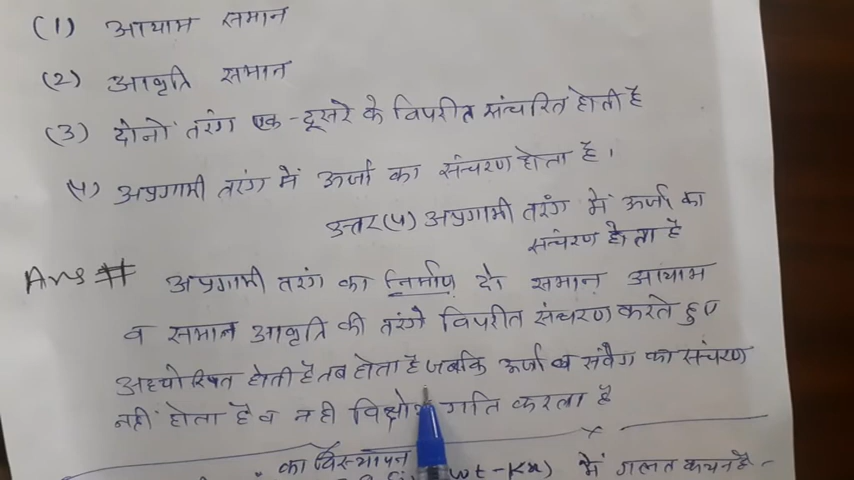 (1) आयाम समान
(2) आवृत्ति समान
(3) दोनों तरंग एक-दूसरे के विपरीत संचरित होती है
(4) अप्रगामी तरंग में ऊर्जा का संचरण होता है।
उत्तर (4) अप्रगामी तरंग में ऊर्जा का
संचरण होता है
Ans # अप्रगामी तरंग का निर्माण दो समान आयाम
व समान आवृति की तरंगे विपरीत संचरण करते हुए
अध्यारोपित होती है तब होता है जबकि ऊर्जा व संवेग का संचरण
नहीं होता है व नही विक्षोभ गति करता है
का विस्थापन
wt - Kx) में गलत कथन है -